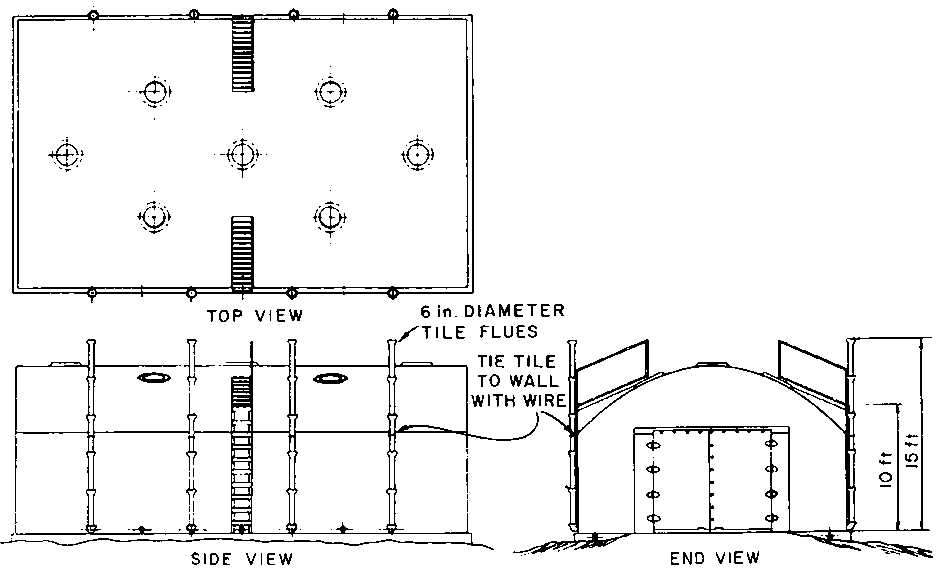 TOP VIEW
6 in. DIAMETER
TILE FLUES
TIE TILE
TO WALL
WITH WIRE
10 ft
15 ft
SIDE VIEW
END VIEW